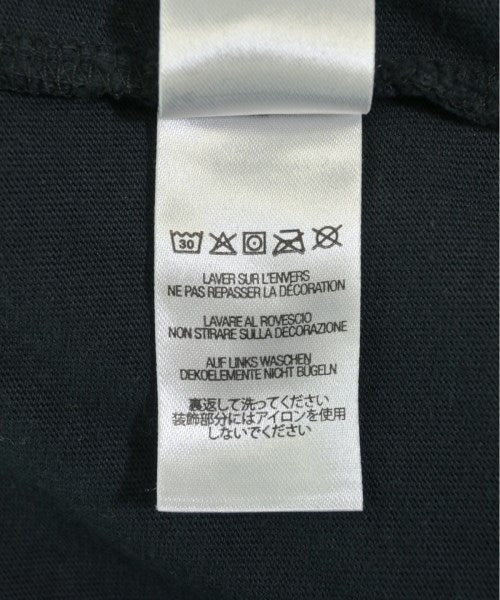 30
LAVER SUR L'ENVERS
NE PAS REPASSER LA DÉCORATION
LAVARE AL ROVESCIO
NON STIRARE SULLA DECORAZIONE
AUF LINKS WASCHEN
DEKOELEMENTE NICHT BÜGELN
裏返して洗ってください
装飾部分にはアイロンを使用
しないでください